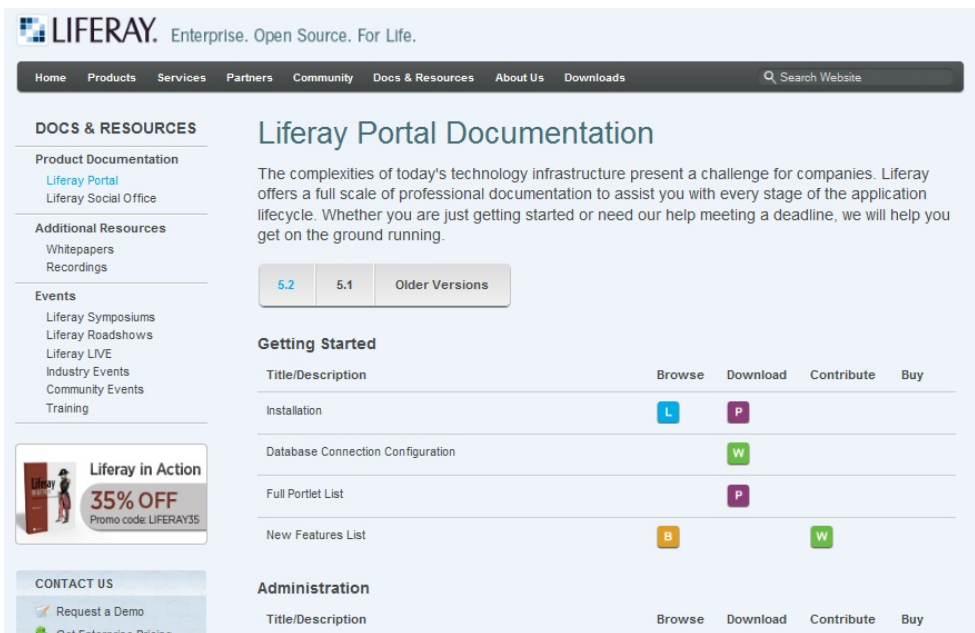 LIFERAY. Enterprise. Open Source. For Life.
Home Products Services Partners Community Docs & Resources About Us Downloads Search Website
DOCS & RESOURCES
Product Documentation
Liferay Portal
Liferay Social Office
Additional Resources
Whitepapers
Recordings
Events
Liferay Symposiums
Liferay Roadshows
Liferay LIVE
Industry Events
Community Events
Training
Liferay
Liferay in Action
35% OFF
Promo code: LIFERAY35
CONTACT US
Request a Demo
Get Enterprise Pricing
Liferay Portal Documentation
The complexities of today's technology infrastructure present a challenge for companies. Liferay
offers a full scale of professional documentation to assist you with every stage of the application
lifecycle. Whether you are just getting started or need our help meeting a deadline, we will help you
get on the ground running.
5.2 5.1 Older Versions
Getting Started
Title/Description Browse Download Contribute Buy
Installation L P
Database Connection Configuration W
Full Portlet List P
New Features List B W
Administration
Title/Description Browse Download Contribute Buy